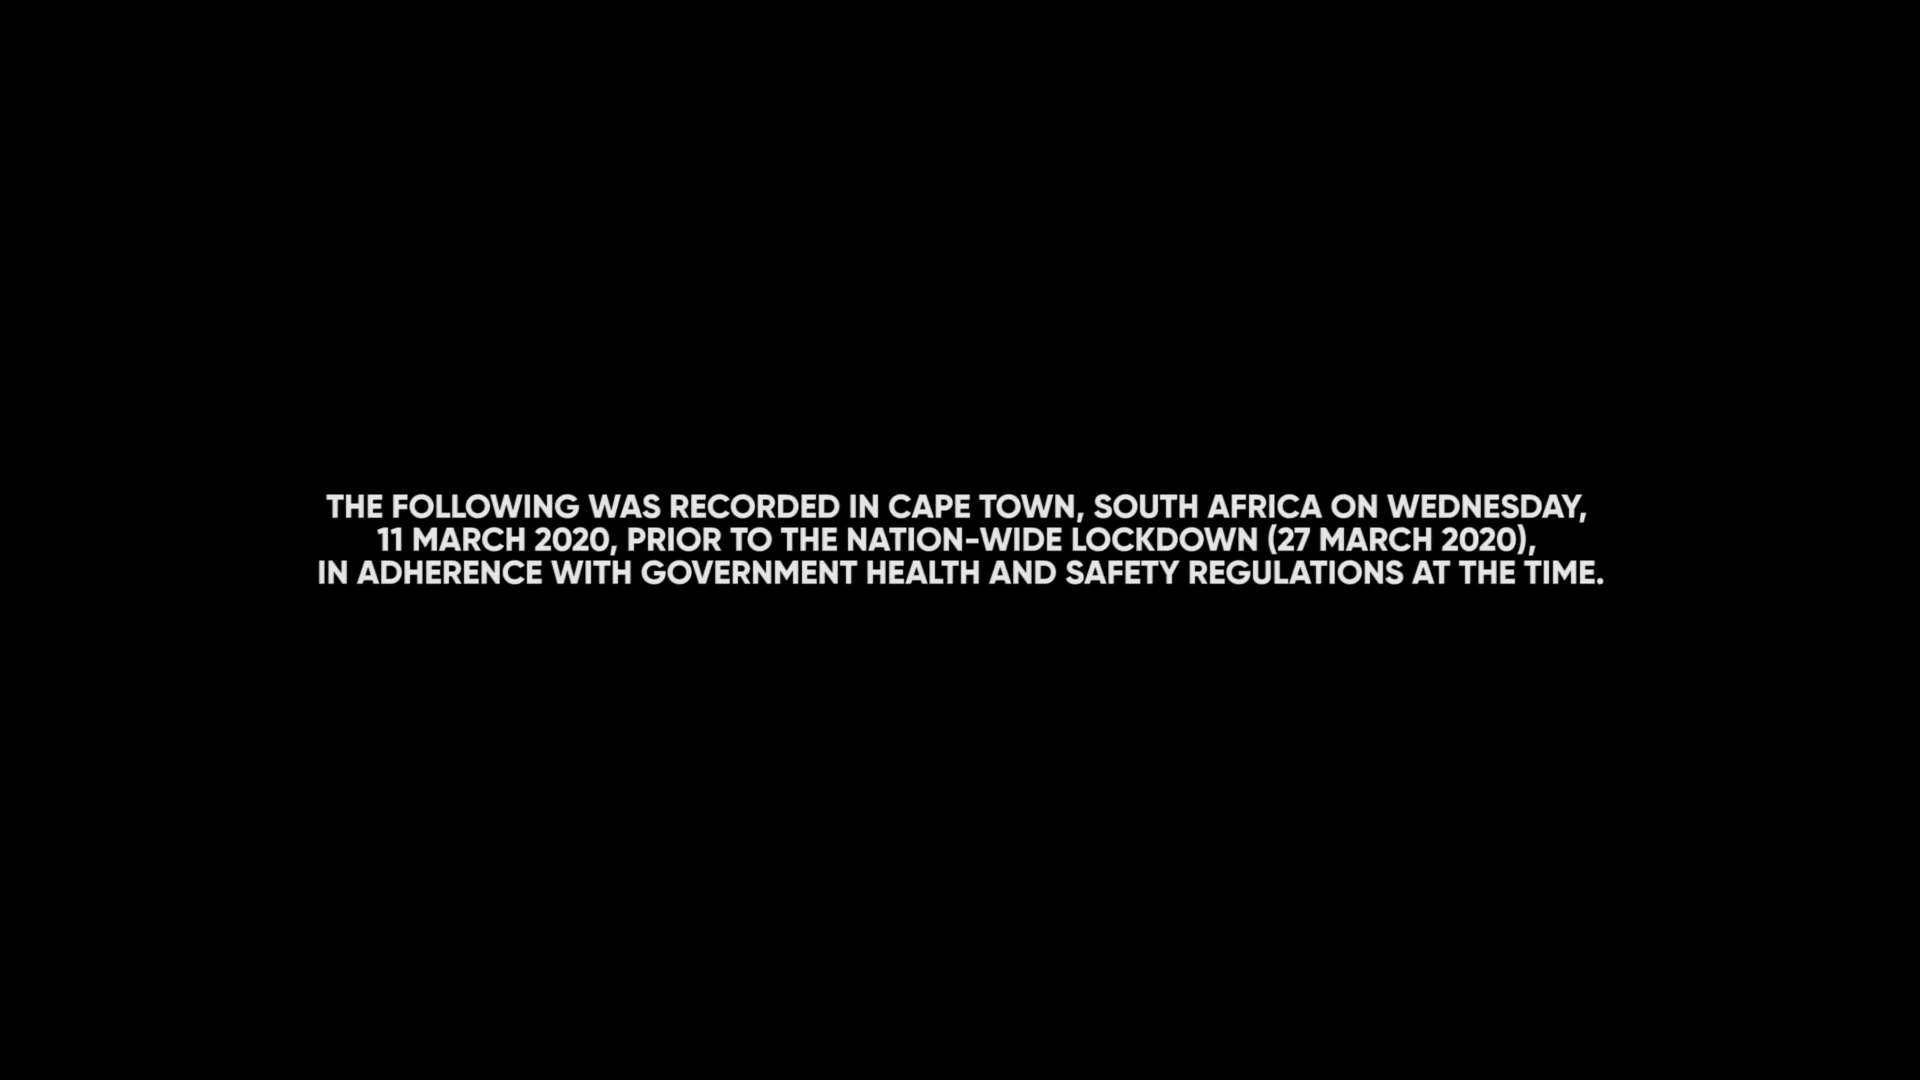 THE FOLLOWING WAS RECORDED IN CAPE TOWN, SOUTH AFRICA ON WEDNESDAY,
11 MARCH 2020, PRIOR TO THE NATION-WIDE LOCKDOWN (27 MARCH 2020),
IN ADHERENCE WITH GOVERNMENT HEALTH AND SAFETY REGULATIONS AT THE TIME.